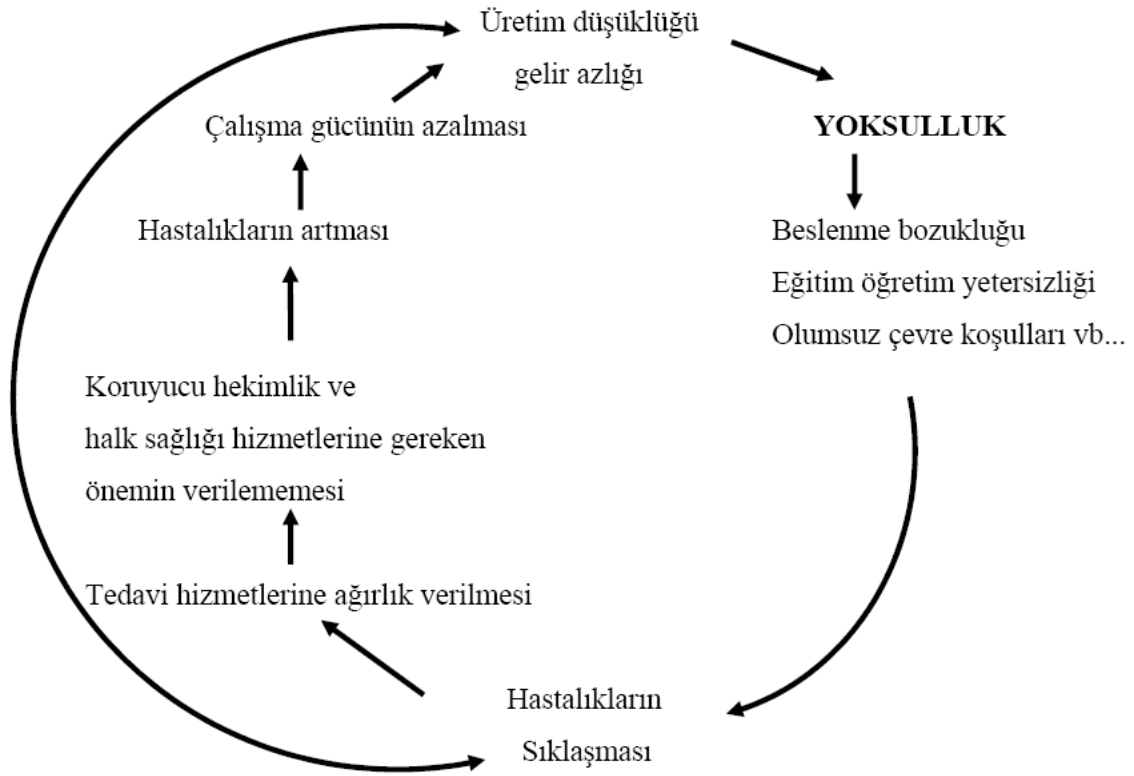 Üretim düşüklüğü
gelir azlığı
YOKSULLUK
Beslenme bozukluğu
Eğitim öğretim yetersizliği
Olumsuz çevre koşulları vb...
Hastalıkların
Sıklaşması
Tedavi hizmetlerine ağırlık verilmesi
Koruyucu hekimlik ve
halk sağlığı hizmetlerine gereken
önemin verilememesi
Hastalıkların artması
Çalışma gücünün azalması